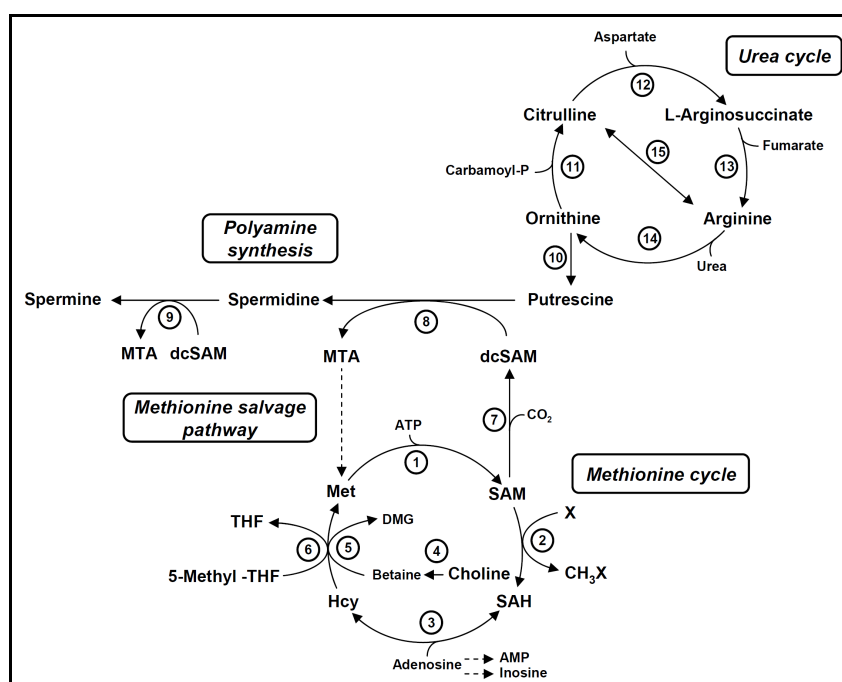 Aspartate
Urea cycle
12
Citrulline
L-Arginosuccinate
15
Fumarate
13
Carbamoyl-P
11
Ornithine
Arginine
14
Urea
10
Polyamine
synthesis
Spermine
Spermidine
Putrescine
9
8
MTA dcSAM
MTA
dcSAM
Methionine salvage
pathway
7
CO2
ATP
1
Methionine cycle
Met
SAM
X
THF
DMG
2
6
5
4
5-Methyl -THF
Betaine
Choline
CH3X
Hcy
SAH
3
Adenosine
AMP
Inosine